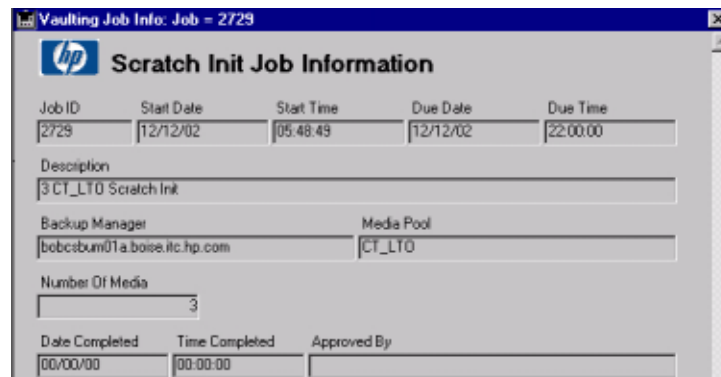 Vaulting Job Info: Job = 2729
hp Scratch Init Job Information
Job ID Start Date Start Time Due Date Due Time
2729 12/12/02 05:48:49 12/12/02 22:00:00
Description
3 CT_LTO Scratch Init
Backup Manager Media Pool
bobcsbum01a.boise.itc.hp.com CT_LTO
Number Of Media
3
Date Completed Time Completed Approved By
00/00/00 00:00:00